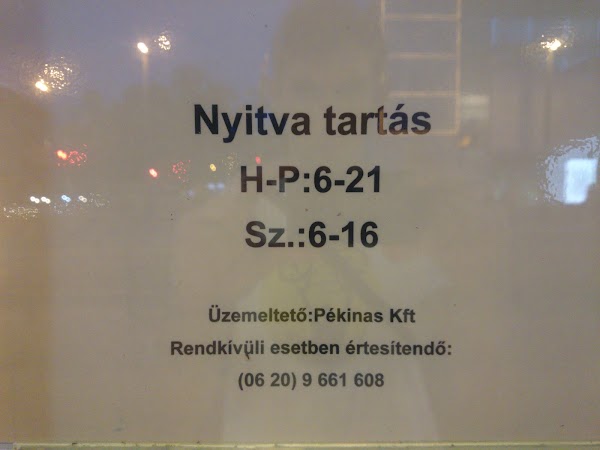 Nyitva tartás
H-P:6-21
Sz.:6-16
Üzemeltető:Pékinas Kft
Rendkívüli esetben értesítendő:
(06 20) 9 661 608